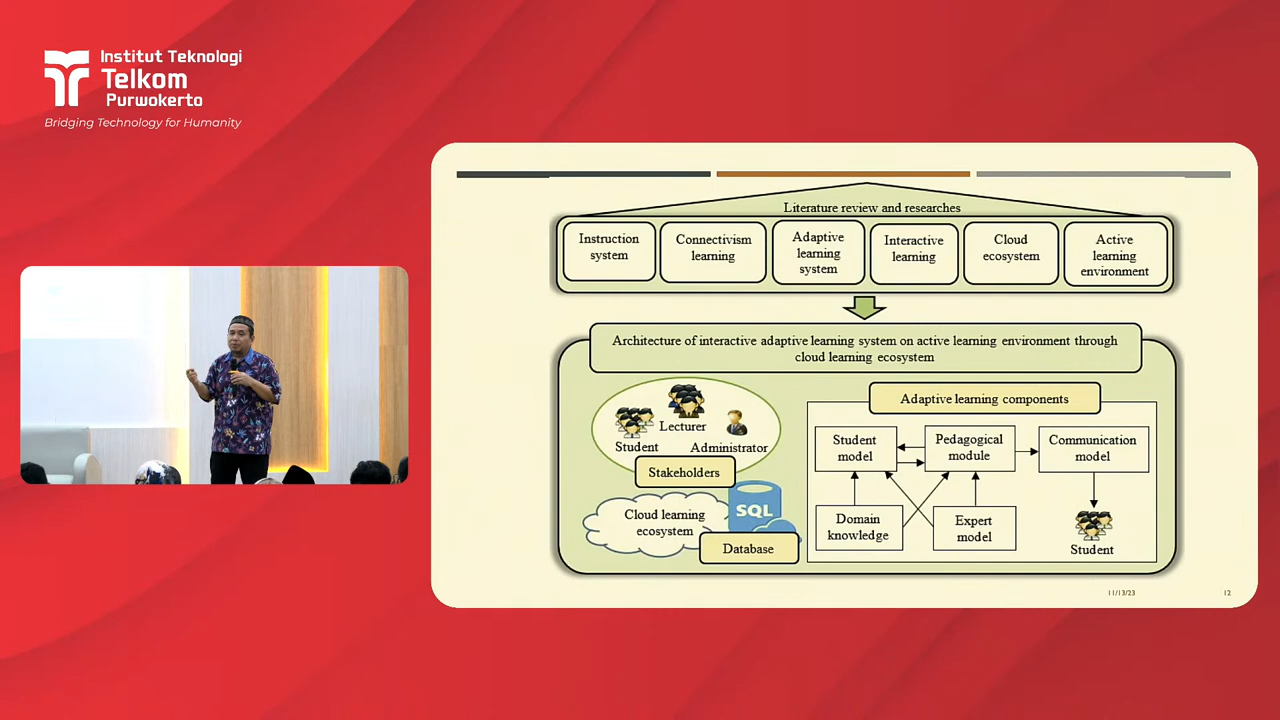 Institut Teknologi
Telkom
Purwokerto
Bridging Technology for Humanity
Literature review and researches
Instruction
system
Connectivism
learning
Adaptive
learning
system
Interactive
learning
Cloud
ecosystem
Active
learning
environment
Architecture of interactive adaptive learning system on active learning environment through
cloud learning ecosystem
Lecturer
Student
Administrator
Stakeholders
Cloud learning
ecosystem
SQL
Database
Adaptive learning components
Student
model
Pedagogical
module
Communication
model
Domain
knowledge
Expert
model
Student
11/13/23
12